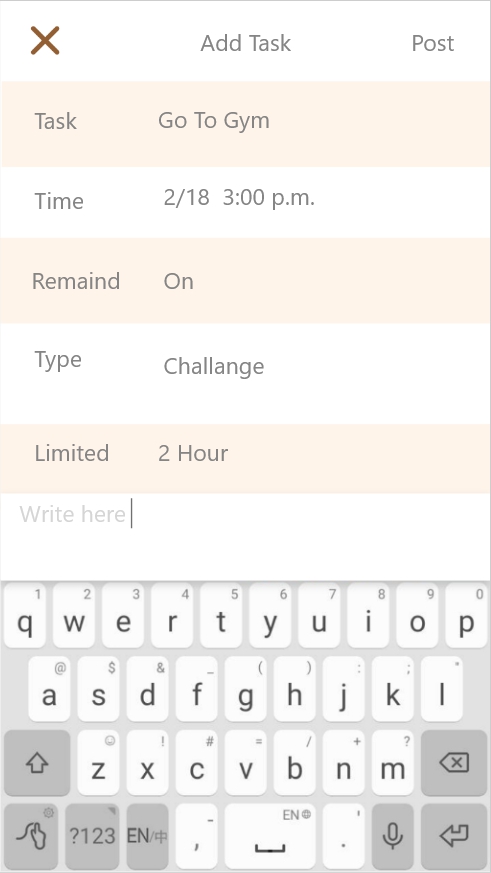 Add Task Post
Task Go To Gym
Time 2/18 3:00 p.m.
Remaind On
Type Challange
Limited 2 Hour
Write here
1 2 3 4 5 6 7 8 9 0
q w e r t y u i o p
@ $ & _ ( ) : ; "
a s d f g h j k l
! # = / + ?
z x c v b n m
EN '
?123 EN/中 , - .